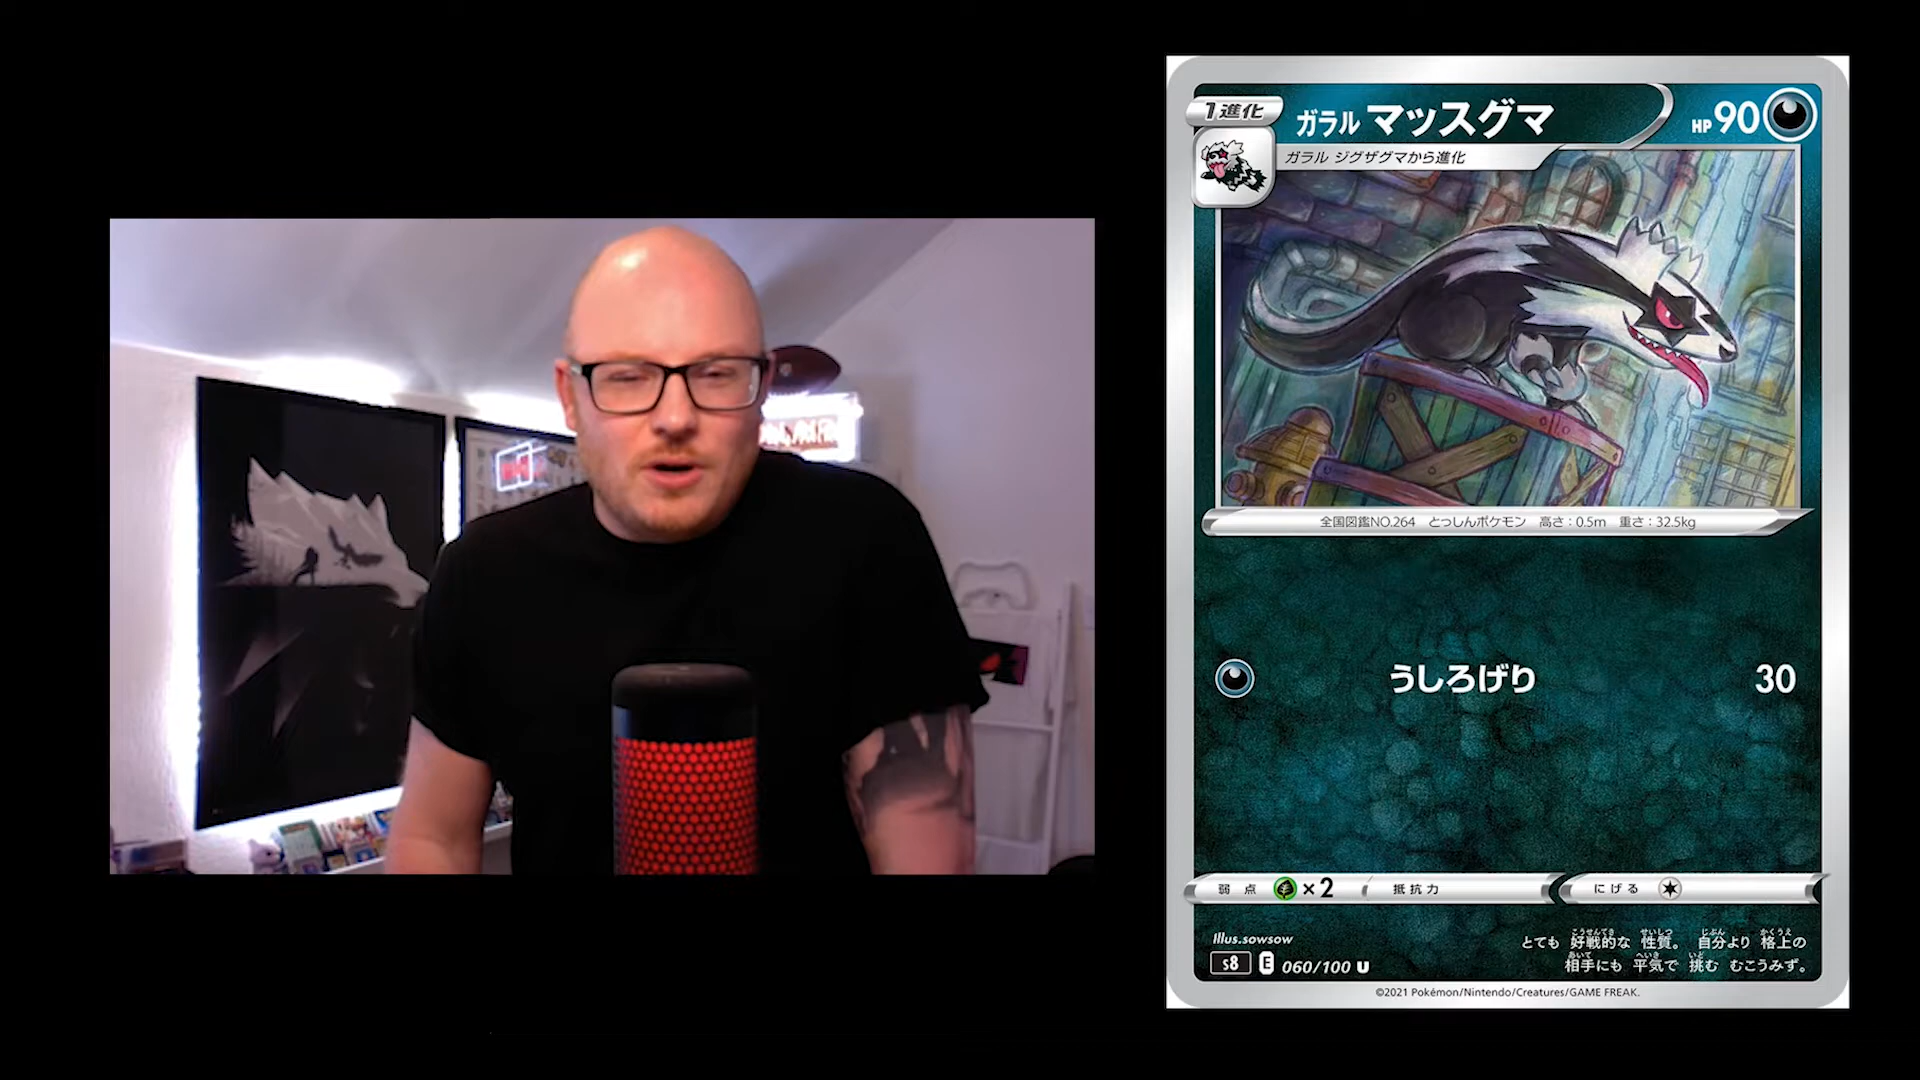 1進化
ガラル マッスグマ
HP 90
ガラル ジグザグマから進化
全国図鑑NO.264 とっしんポケモン 高さ：0.5m 重さ：32.5kg
うしろげり 30
弱点 ×2 抵抗力 にげる
Illus.sowsow
とても 好戦的な 性質。 自分より 格上の
相手にも 平気で 挑む むこうみず。
s8 E 060/100 U
©2021 Pokémon/Nintendo/Creatures/GAME FREAK.